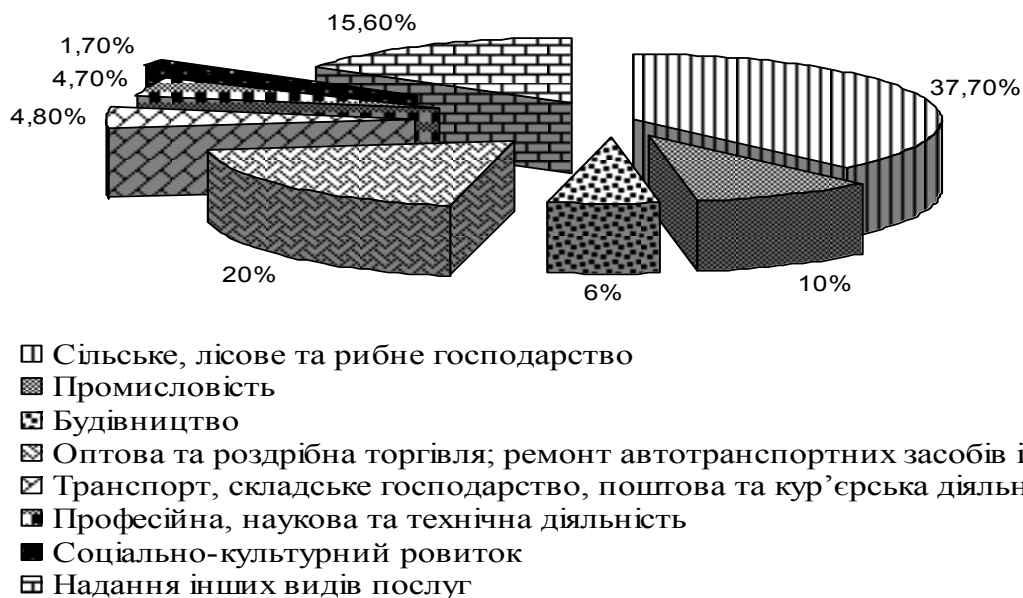 15,60%
1,70%
4,70%
4,80%
37,70%
20%
6%
10%
Сільське, лісове та рибне господарство
Промисловість
Будівництво
Оптова та роздрібна торгівля; ремонт автотранспортних засобів і
Транспорт, складське господарство, поштова та кур’єрська діяльн
Професійна, наукова та технічна діяльність
Соціально-культурний ровиток
Надання інших видів послуг